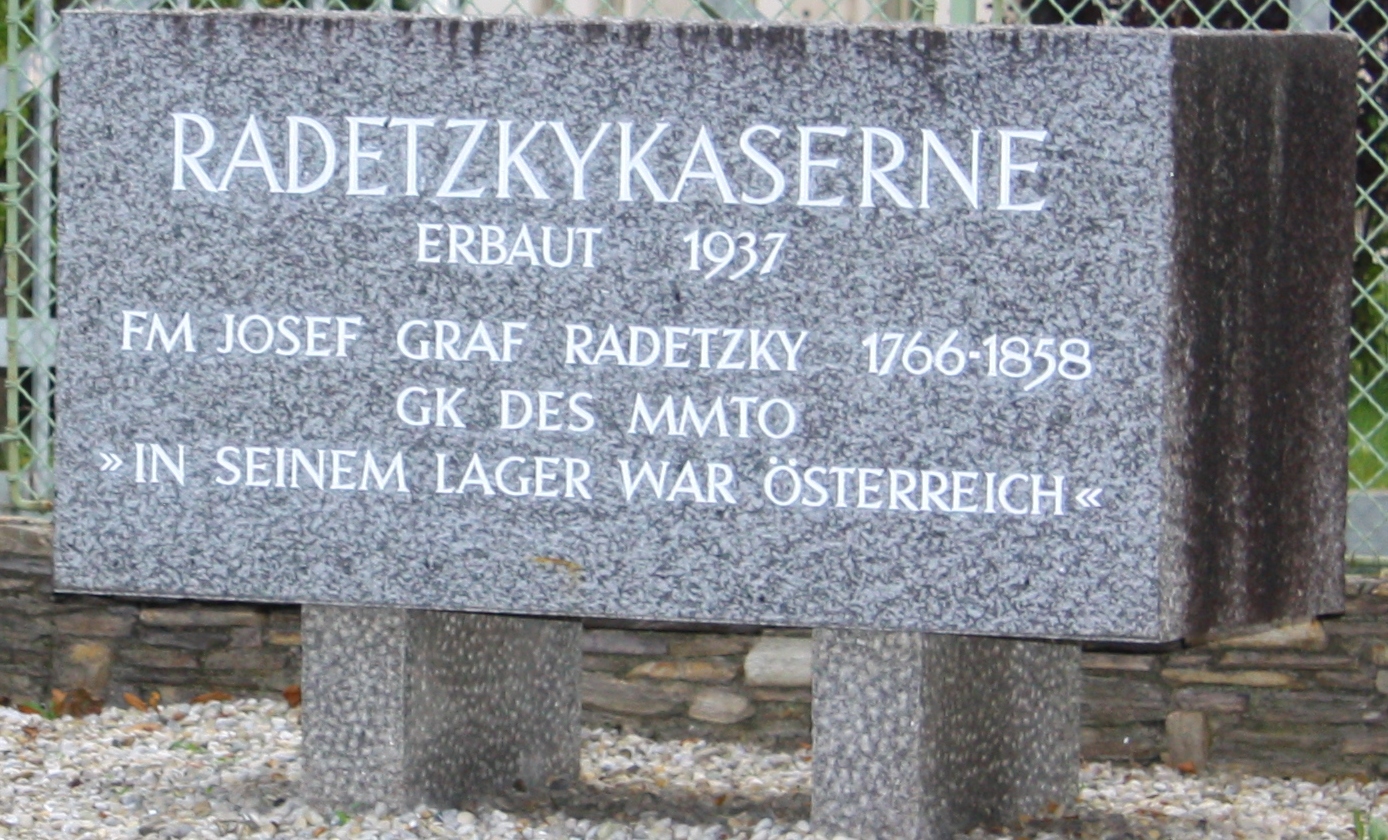 RADETZKYKASERNE
ERBAUT 1937
FM JOSEF GRAF RADETZKY 1766-1858
GK DES MMTO
»IN SEINEM LAGER WAR ÖSTERREICH«